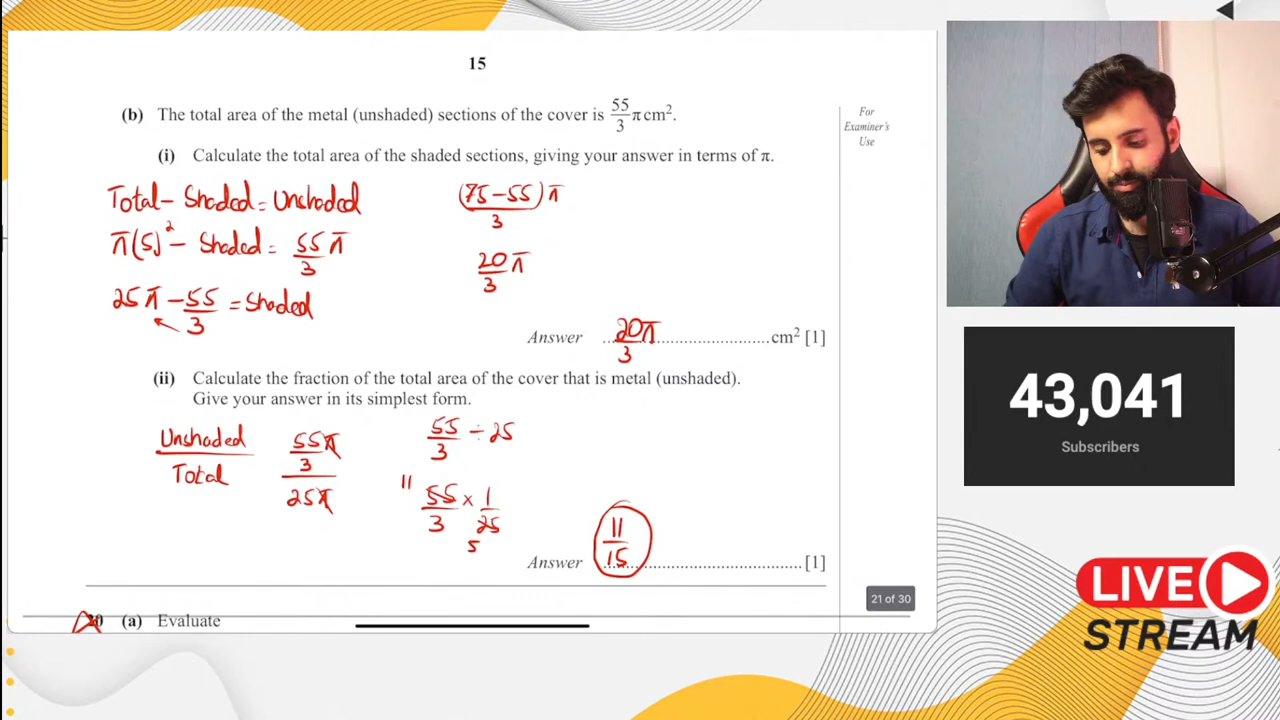 15
(b) The total area of the metal (unshaded) sections of the cover is 55/3 π cm².
For
Examiner's
Use
(i) Calculate the total area of the shaded sections, giving your answer in terms of π.
Total - Shaded = Unshaded
π(5)² - Shaded = 55/3 π
25π - 55/3 = Shaded
(75 - 55)π/3
20/3 π
Answer 20π/3 cm² [1]
(ii) Calculate the fraction of the total area of the cover that is metal (unshaded).
Give your answer in its simplest form.
Unshaded/Total
55π/3 / 25π
55/3 ÷ 25
11
55/3 × 1/25
5
Answer 11/15 [1]
21 of 30
20 (a) Evaluate
43,041
Subscribers
LIVE
STREAM